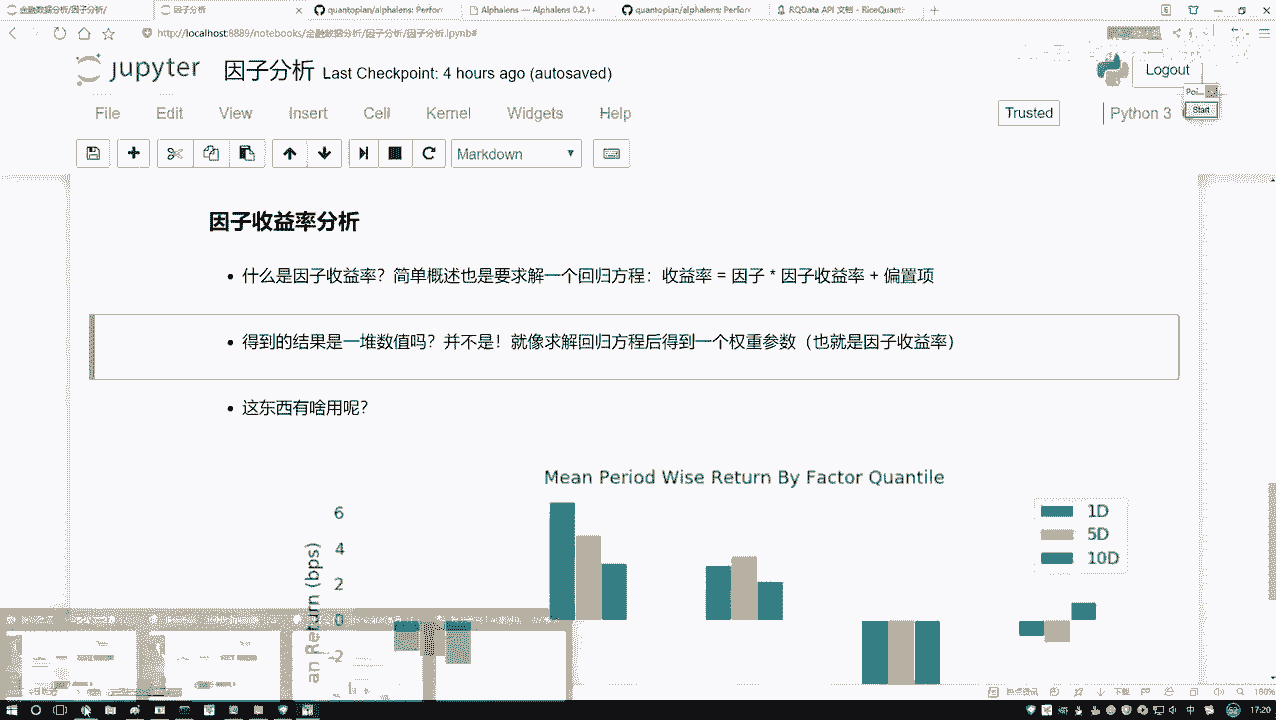 金融数据分析/因子分析/
因子分析
quantopian/alphalens: Perfor
Alphalens — Alphalens 0.2.1+
quantopian/alphalens: Perfor
RQData API 文档 - RiceQuant
http://localhost:8889/notebooks/金融数据分析/因子分析/因子分析.ipynb#
jupyter 因子分析 Last Checkpoint: 4 hours ago (autosaved)
Logout
Start
File Edit View Insert Cell Kernel Widgets Help
Trusted
Python 3
Markdown
因子收益率分析
什么是因子收益率？简单概述也是要求解一个回归方程：收益率 = 因子 * 因子收益率 + 偏置项
得到的结果是一堆数值吗？并不是！就像求解回归方程后得到一个权重参数（也就是因子收益率）
这东西有啥用呢？
Mean Period Wise Return By Factor Quantile
6
4
2
0
-2
an Return (bps)
1D
5D
10D
下载
160%
中
17:20